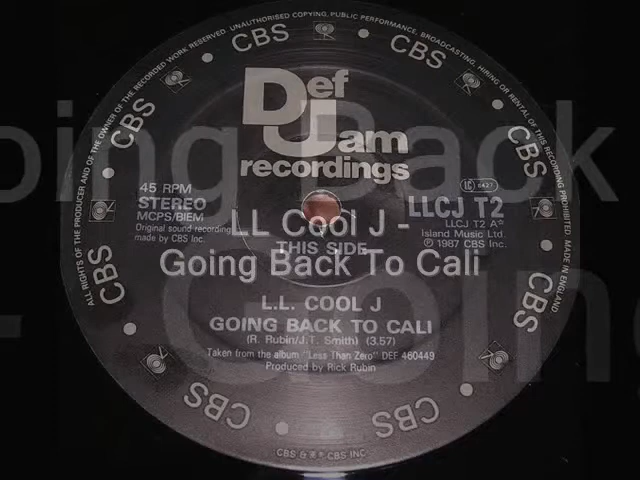 ALL RIGHTS OF THE PRODUCER AND OF THE OWNER OF THE RECORDED WORK RESERVED. UNAUTHORISED COPYING, PUBLIC PERFORMANCE, BROADCASTING, HIRING OR RENTAL OF THIS RECORDING PROHIBITED. MADE IN ENGLAND
CBS
CBS
CBS
CBS
CBS
CBS
CBS
CBS
Def
Jam
recordings
oing Back
- Going
45 RPM
STEREO
MCPS/BIEM
Original sound recording
made by CBS Inc.
LC 6427
LLCJ T2
LLCJ T2 A
Island Music Ltd
℗ 1987 CBS Inc.
LL Cool J -
THIS SIDE
Going Back To Cali
L.L. COOL J
GOING BACK TO CALI
(R. Rubin/J.T. Smith) (3.57)
Taken from the album "Less Than Zero" DEF 460449
Produced by Rick Rubin
CBS & CBS INC